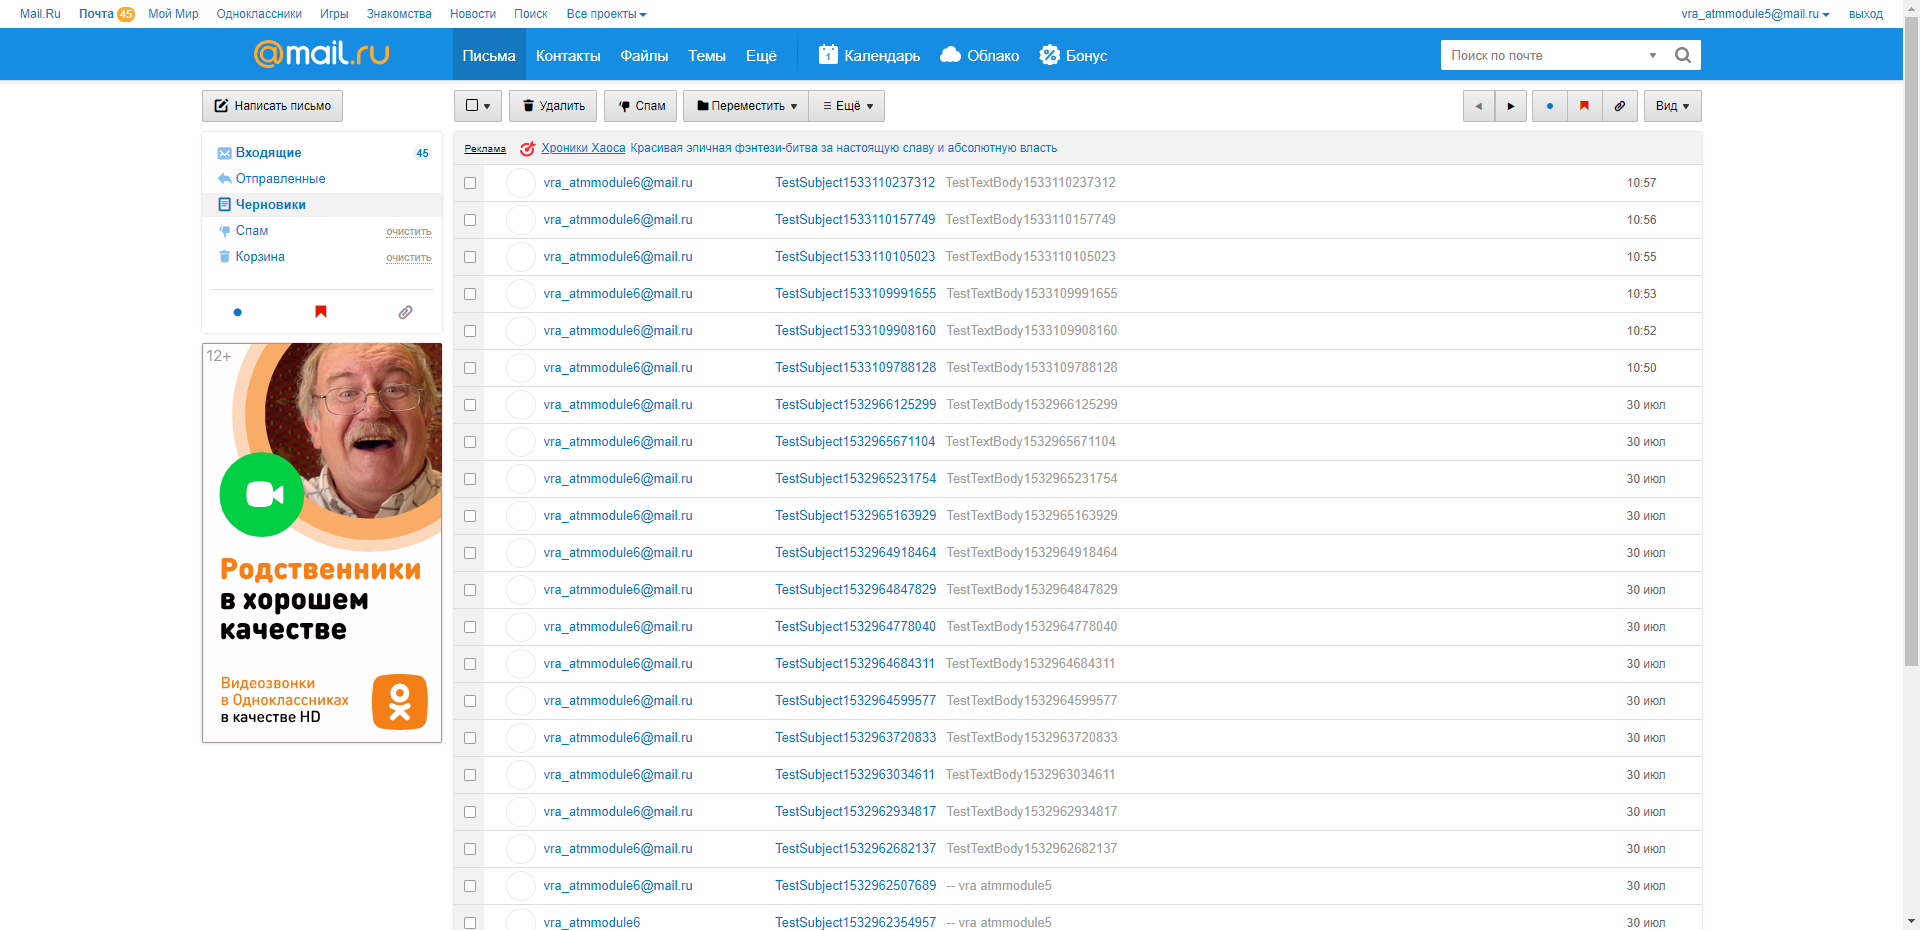 Mail.Ru Почта 45 Мой Мир Одноклассники Игры Знакомства Новости Поиск Все проекты vra_atmmodule5@mail.ru выход
@mail.ru Письма Контакты Файлы Темы Ещё 1 Календарь Облако Бонус Поиск по почте
Написать письмо Удалить Спам Переместить Ещё Вид
Входящие 45
Отправленные
Черновики
Спам очистить
Корзина очистить
12+
Родственники
в хорошем
качестве
Видеозвонки
в Одноклассниках
в качестве HD
Реклама Хроники Хаоса Красивая эпичная фэнтези-битва за настоящую славу и абсолютную власть
vra_atmmodule6@mail.ru TestSubject1533110237312 TestTextBody1533110237312 10:57
vra_atmmodule6@mail.ru TestSubject1533110157749 TestTextBody1533110157749 10:56
vra_atmmodule6@mail.ru TestSubject1533110105023 TestTextBody1533110105023 10:55
vra_atmmodule6@mail.ru TestSubject1533109991655 TestTextBody1533109991655 10:53
vra_atmmodule6@mail.ru TestSubject1533109908160 TestTextBody1533109908160 10:52
vra_atmmodule6@mail.ru TestSubject1533109788128 TestTextBody1533109788128 10:50
vra_atmmodule6@mail.ru TestSubject1532966125299 TestTextBody1532966125299 30 июл
vra_atmmodule6@mail.ru TestSubject1532965671104 TestTextBody1532965671104 30 июл
vra_atmmodule6@mail.ru TestSubject1532965231754 TestTextBody1532965231754 30 июл
vra_atmmodule6@mail.ru TestSubject1532965163929 TestTextBody1532965163929 30 июл
vra_atmmodule6@mail.ru TestSubject1532964918464 TestTextBody1532964918464 30 июл
vra_atmmodule6@mail.ru TestSubject1532964847829 TestTextBody1532964847829 30 июл
vra_atmmodule6@mail.ru TestSubject1532964778040 TestTextBody1532964778040 30 июл
vra_atmmodule6@mail.ru TestSubject1532964684311 TestTextBody1532964684311 30 июл
vra_atmmodule6@mail.ru TestSubject1532964599577 TestTextBody1532964599577 30 июл
vra_atmmodule6@mail.ru TestSubject1532963720833 TestTextBody1532963720833 30 июл
vra_atmmodule6@mail.ru TestSubject1532963034611 TestTextBody1532963034611 30 июл
vra_atmmodule6@mail.ru TestSubject1532962934817 TestTextBody1532962934817 30 июл
vra_atmmodule6@mail.ru TestSubject1532962682137 TestTextBody1532962682137 30 июл
vra_atmmodule6@mail.ru TestSubject1532962507689 -- vra atmmodule5 30 июл
vra_atmmodule6 TestSubject1532962354957 -- vra atmmodule5 30 июл